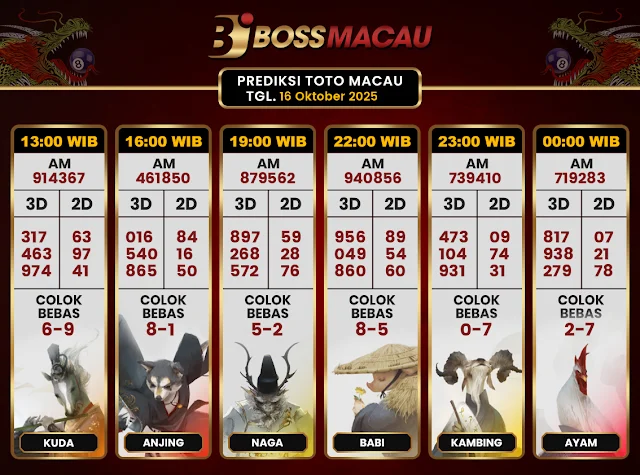 BJ BOSSMACAU
PREDIKSI TOTO MACAU
TGL. 16 Oktober 2025
8
8
13:00 WIB
AM
914367
3D 2D
317 63
463 97
974 41
COLOK
BEBAS
6-9
KUDA
16:00 WIB
AM
461850
3D 2D
016 84
540 16
865 50
COLOK
BEBAS
8-1
ANJING
19:00 WIB
AM
879562
3D 2D
897 59
268 28
572 76
COLOK
BEBAS
5-2
NAGA
22:00 WIB
AM
940856
3D 2D
956 89
049 54
860 60
COLOK
BEBAS
8-5
BABI
23:00 WIB
AM
739410
3D 2D
473 09
104 74
931 31
COLOK
BEBAS
0-7
KAMBING
00:00 WIB
AM
719283
3D 2D
817 07
938 21
279 78
COLOK
BEBAS
2-7
AYAM